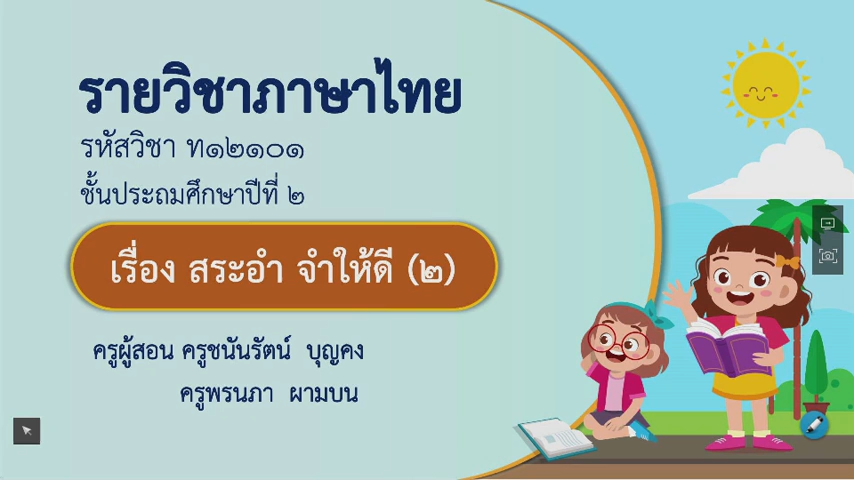 รายวิชาภาษาไทย
รหัสวิชา ท๑๒๑๐๑
ชั้นประถมศึกษาปีที่ ๒
เรื่อง สระอำ จำให้ดี (๒)
ครูผู้สอน ครูชนันรัตน์ บุญคง
ครูพรนภา ผามบน